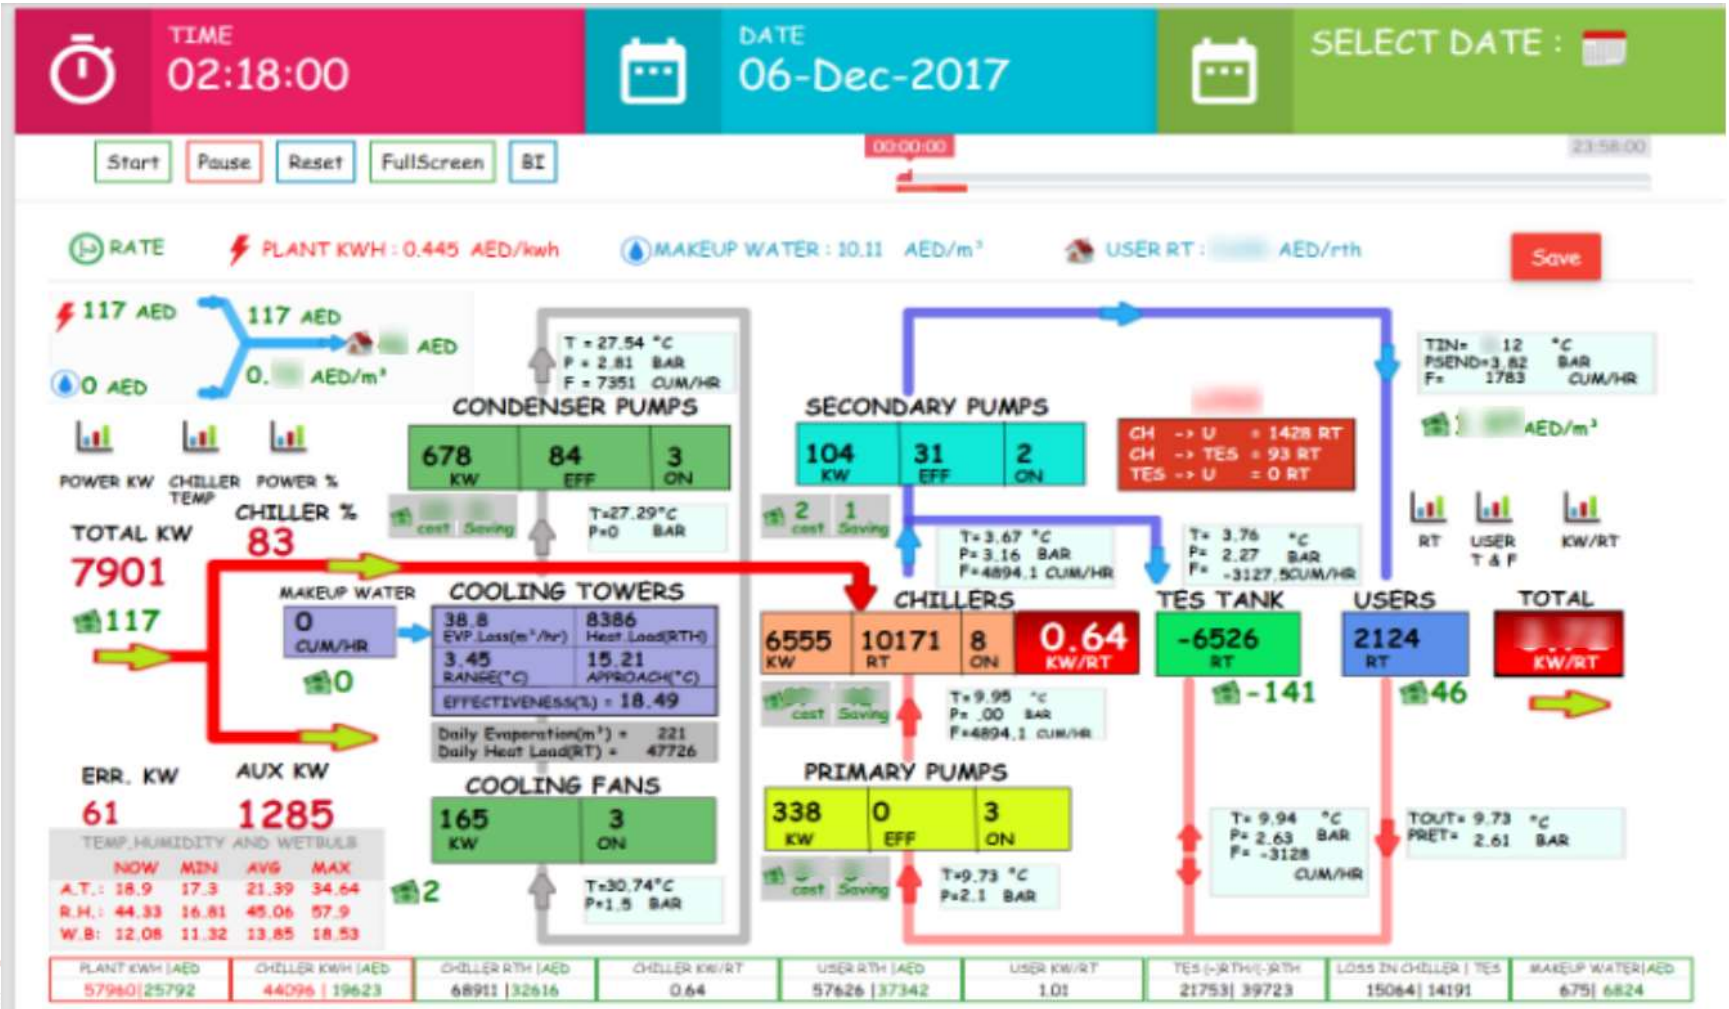 TIME
02:18:00
DATE
06-Dec-2017
SELECT DATE :
Start
Pause
Reset
FullScreen
BI
00:00:00
23:58:00
RATE
PLANT KWH : 0.445 AED/kwh
MAKEUP WATER : 10.11 AED/m³
USER RT :
AED/rth
Save
117 AED
117 AED
AED
0 AED
0.
AED/m³
T = 27.54 °C
P = 2.81 BAR
F = 7351 CUM/HR
TIN= 12 °C
PSEND=3.82 BAR
F= 1783 CUM/HR
AED/m³
CONDENSER PUMPS
678 KW
84 EFF
3 ON
cost Saving
SECONDARY PUMPS
104 KW
31 EFF
2 ON
2 cost
1 Saving
CH -> U = 1428 RT
CH -> TES = 93 RT
TES -> U = 0 RT
POWER KW
CHILLER TEMP
POWER %
RT
USER T & F
KW/RT
TOTAL KW
7901
117
CHILLER %
83
T=27.29°C
P=0 BAR
T= 3.67 °C
P= 3.16 BAR
F=4894.1 CUM/HR
T= 3.76 °C
P= 2.27 BAR
F= -3127.5CUM/HR
MAKEUP WATER
0
CUM/HR
0
COOLING TOWERS
38.8
EVP.Loss(m³/hr)
8386
Heat.Load(RTH)
3.45
RANGE(°C)
15.21
APPROACH(°C)
EFFECTIVENESS(%) = 18.49
Daily Evaporation(m³) = 221
Daily Heat Load(RT) = 47726
CHILLERS
6555 KW
10171 RT
8 ON
0.64
KW/RT
cost Saving
TES TANK
-6526
RT
-141
USERS
2124
RT
46
TOTAL
KW/RT
T=9.95 °C
P= .00 BAR
F=4894.1 CUM/HR
ERR. KW
61
AUX KW
1285
COOLING FANS
165 KW
3 ON
2
PRIMARY PUMPS
338 KW
0 EFF
3 ON
cost Saving
T= 9.94 °C
P= 2.63 BAR
F= -3128
CUM/HR
TOUT= 9.73 °C
PRET= 2.61 BAR
T=30.74°C
P=1.5 BAR
T=9.73 °C
P=2.1 BAR
TEMP,HUMIDITY AND WETBULB
NOW MIN AVG MAX
A.T.: 18.9 17.3 21.39 34.64
R.H.: 44.33 16.81 45.06 57.9
W.B: 12.08 11.32 13.85 18.53
PLANT KWH |AED
57960|25792
CHILLER KWH |AED
44096 | 19623
CHILLER RTH |AED
68911 |32616
CHILLER KW/RT
0.64
USER RTH |AED
57626 |37342
USER KW/RT
1.01
TES (+)RTH/(-)RTH
21753| 39723
LOSS IN CHILLER | TES
15064| 14191
MAKEUP WATER|AED
675| 6824